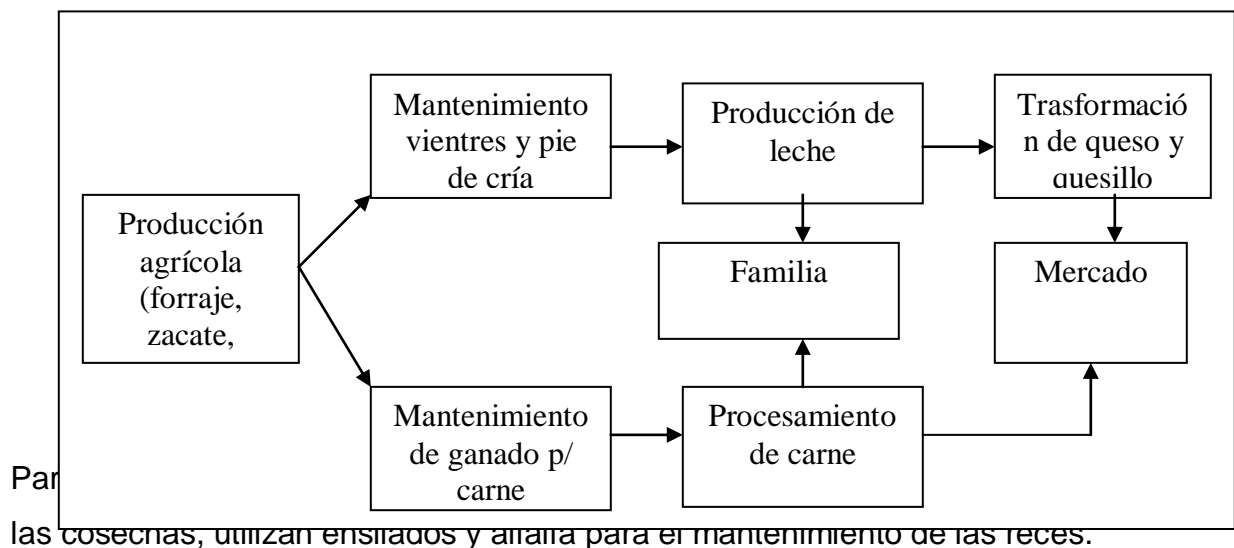 Mantenimiento
vientres y pie
de cría
Producción de
leche
Trasformació
n de queso y
quesillo
Producción
agrícola
(forraje,
zacate,
Familia
Mercado
Mantenimiento
de ganado p/
carne
Procesamiento
de carne
Par
las cosechas, utilizan ensilados y alfalfa para el mantenimiento de las reces.